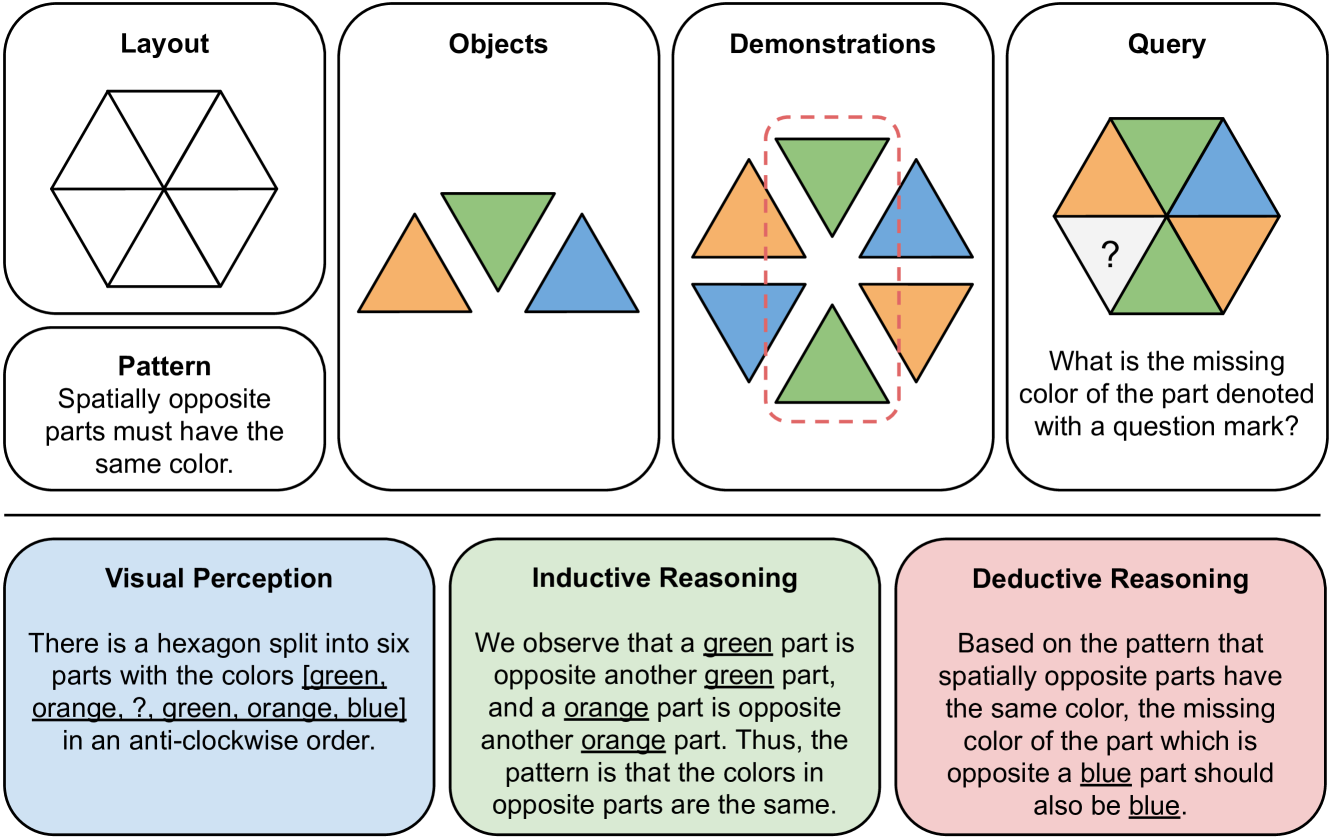 Layout
Pattern
Spatially opposite
parts must have the
same color.
Objects
Demonstrations
Query
?
What is the missing
color of the part denoted
with a question mark?
Visual Perception
There is a hexagon split into six
parts with the colors [green,
orange, ?, green, orange, blue]
in an anti-clockwise order.
Inductive Reasoning
We observe that a green part is
opposite another green part,
and a orange part is opposite
another orange part. Thus, the
pattern is that the colors in
opposite parts are the same.
Deductive Reasoning
Based on the pattern that
spatially opposite parts have
the same color, the missing
color of the part which is
opposite a blue part should
also be blue.